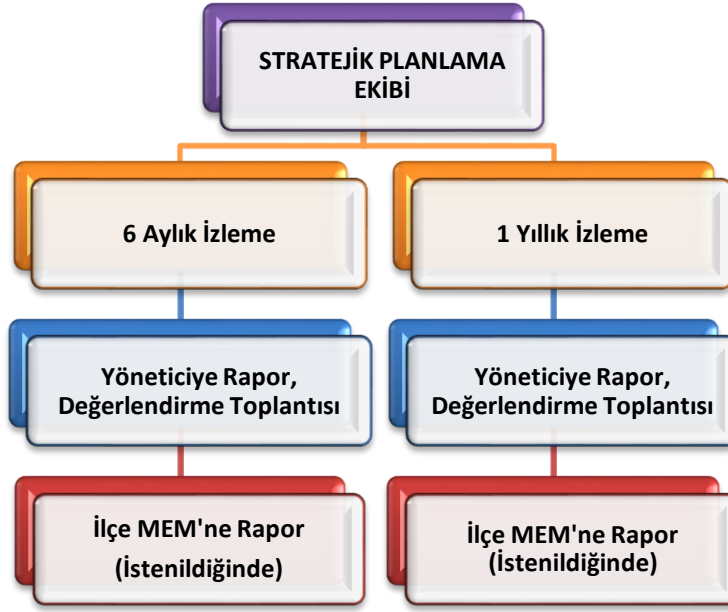 STRATEJİK PLANLAMA
EKİBİ
6 Aylık İzleme
1 Yıllık İzleme
Yöneticiye Rapor,
Değerlendirme Toplantısı
Yöneticiye Rapor,
Değerlendirme Toplantısı
İlçe MEM'ne Rapor
(İstenildiğinde)
İlçe MEM'ne Rapor
(İstenildiğinde)